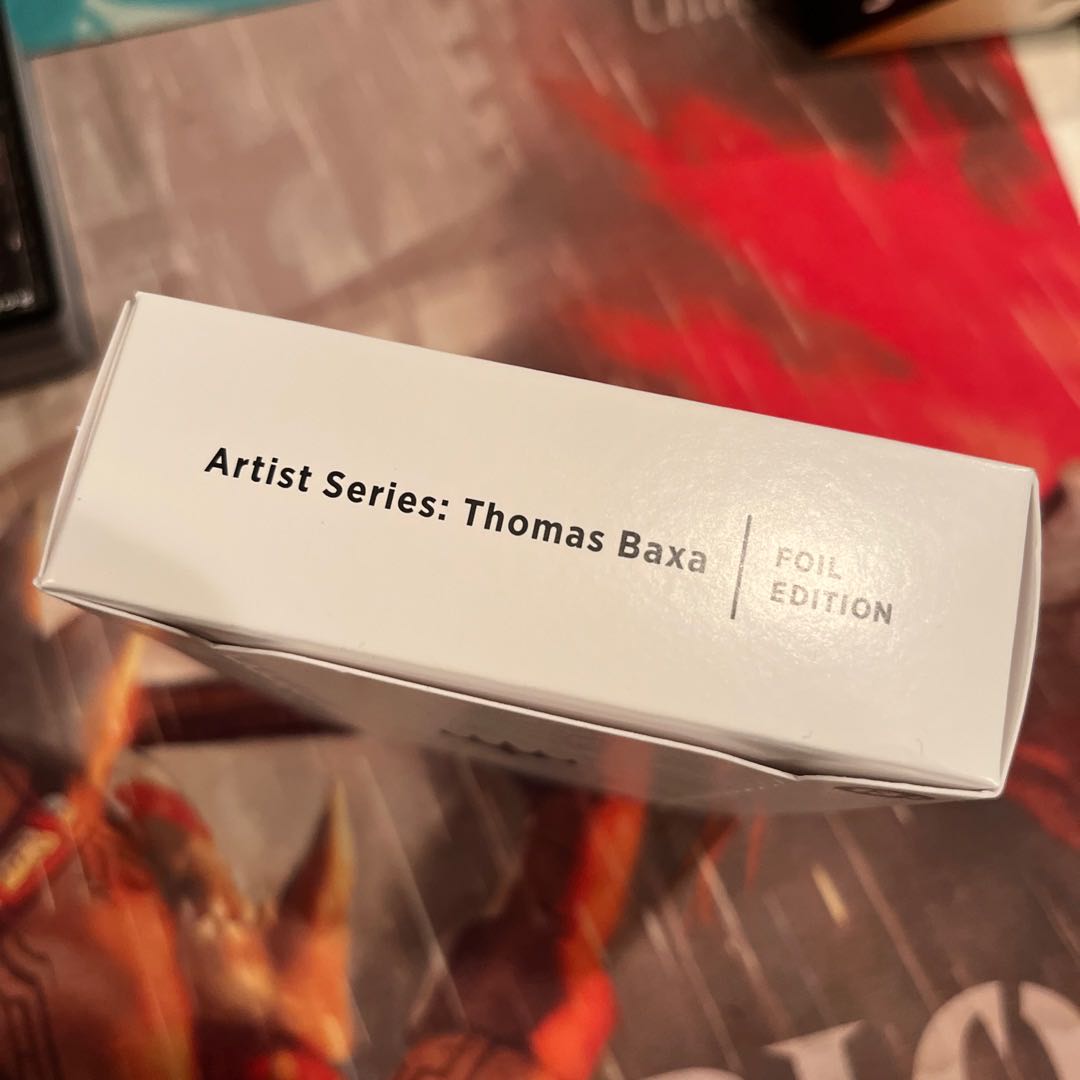 Artist Series: Thomas Baxa
FOIL
EDITION